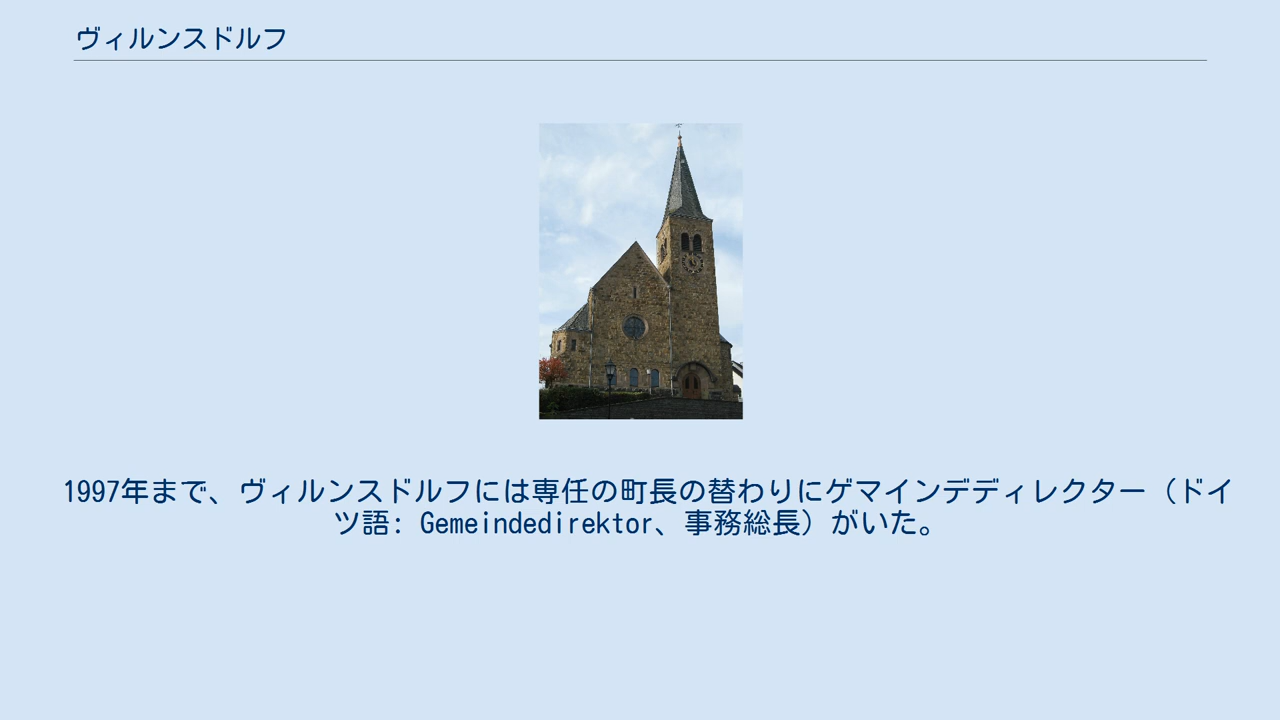 ヴィルンスドルフ
1997年まで、ヴィルンスドルフには専任の町長の替わりにゲマインデディレクター（ドイ
ツ語: Gemeindedirektor、事務総長）がいた。